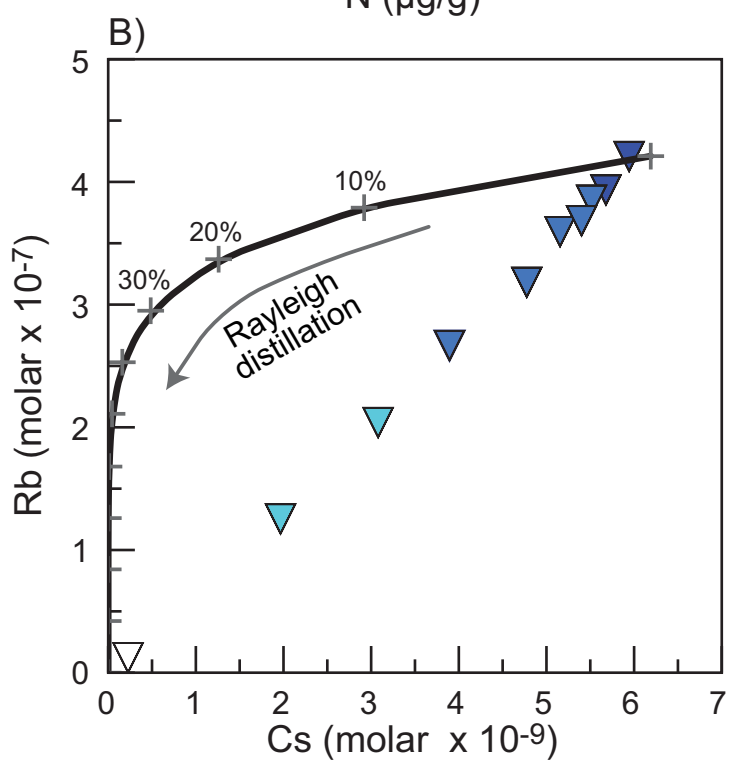 N (µg/g)
B)
5
4
3
2
1
0
10%
20%
30%
Rayleigh
distillation
Rb (molar x 10-7)
0 1 2 3 4 5 6 7
Cs (molar x 10-9)